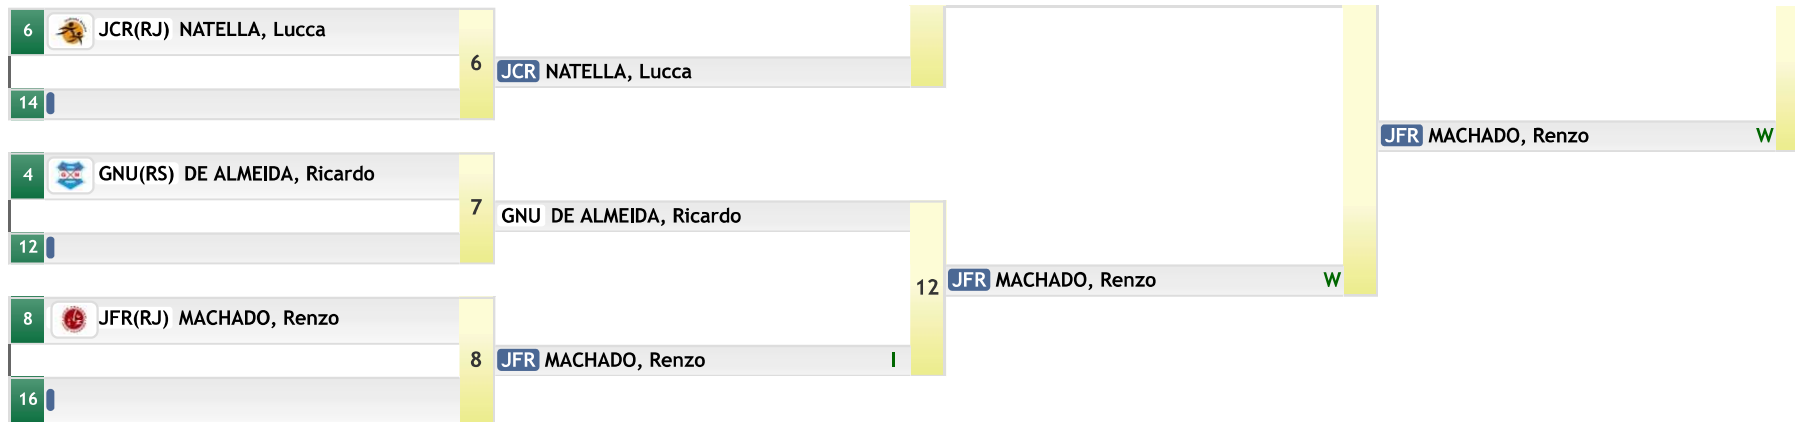 6 JCR(RJ) NATELLA, Lucca
6
JCR NATELLA, Lucca
14
JFR MACHADO, Renzo W
4 GNU(RS) DE ALMEIDA, Ricardo
7
GNU DE ALMEIDA, Ricardo
12
12
JFR MACHADO, Renzo W
8 JFR(RJ) MACHADO, Renzo
8
JFR MACHADO, Renzo I
16